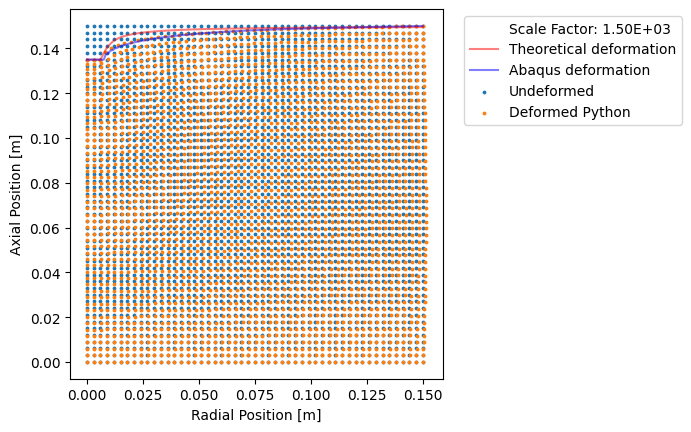 Scale Factor: 1.50E+03
Theoretical deformation
Abaqus deformation
Undeformed
Deformed Python
Axial Position [m]
0.14
0.12
0.10
0.08
0.06
0.04
0.02
0.00
0.000 0.025 0.050 0.075 0.100 0.125 0.150
Radial Position [m]